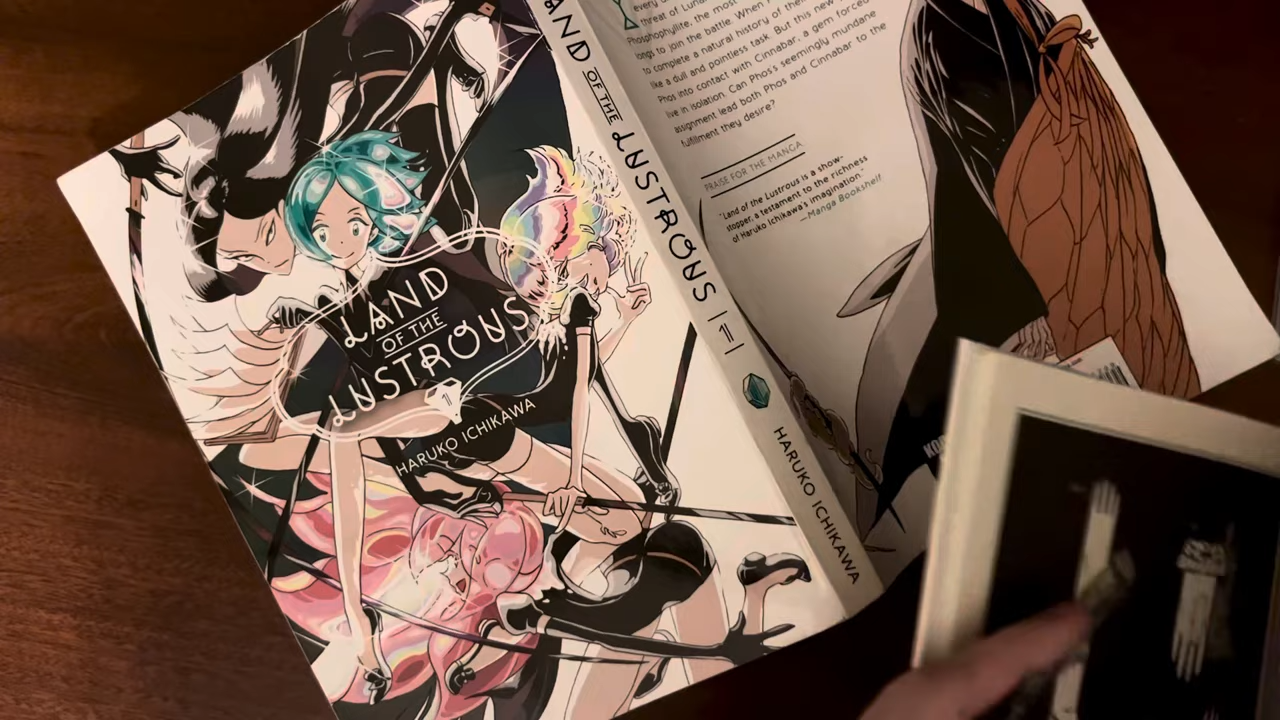 LAND
OF THE
LUSTROUS
1
HARUKO ICHIKAWA
LAND OF THE LUSTROUS 1
HARUKO ICHIKAWA
every
threat of
Phosphophyllite, the most
longs to join the battle. When
to complete a natural history of
like a dull and pointless task. But this new
Phos into contact with Cinnabar, a gem forced
live in isolation. Can Phos's seemingly mundane
assignment lead both Phos and Cinnabar to the
fulfillment they desire?
PRAISE FOR THE MANGA
"Land of the Lustrous is a show-
stopper, a testament to the richness
of Haruko Ichikawa's imagination."
—Manga Bookshelf